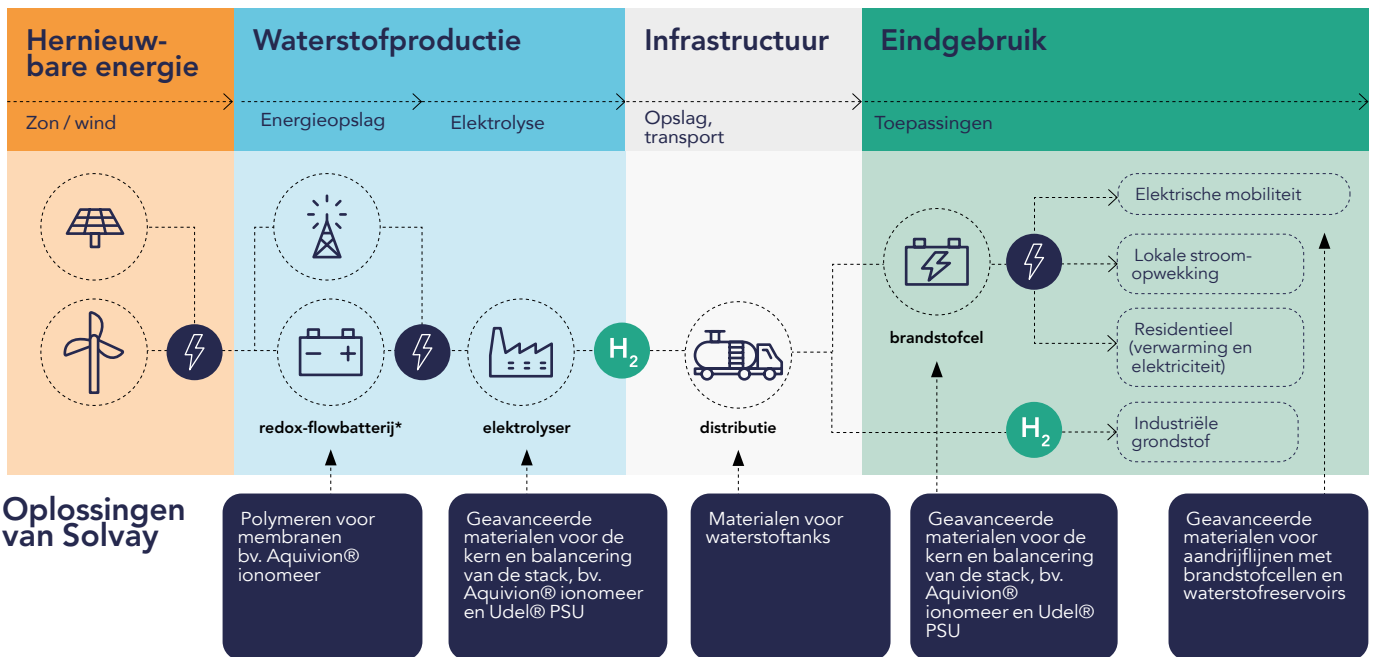 Hernieuw-
bare energie
Waterstofproductie
Infrastructuur
Eindgebruik
Zon / wind
Energieopslag
Elektrolyse
Opslag,
transport
Toepassingen
Elektrische mobiliteit
Lokale stroom-
opwekking
Residentieel
(verwarming en
elektriciteit)
Industriële
grondstof
H2
H2
redox-flowbatterij*
elektrolyser
distributie
brandstofcel
Oplossingen
van Solvay
Polymeren voor
membranen
bv. Aquivion®
ionomeer
Geavanceerde
materialen voor de
kern en balancering
van de stack, bv.
Aquivion® ionomeer
en Udel® PSU
Materialen voor
waterstoftanks
Geavanceerde
materialen voor de
kern en balancering
van de stack, bv.
Aquivion®
ionomeer en Udel®
PSU
Geavanceerde
materialen voor
aandrijflijnen met
brandstofcellen en
waterstofreservoirs